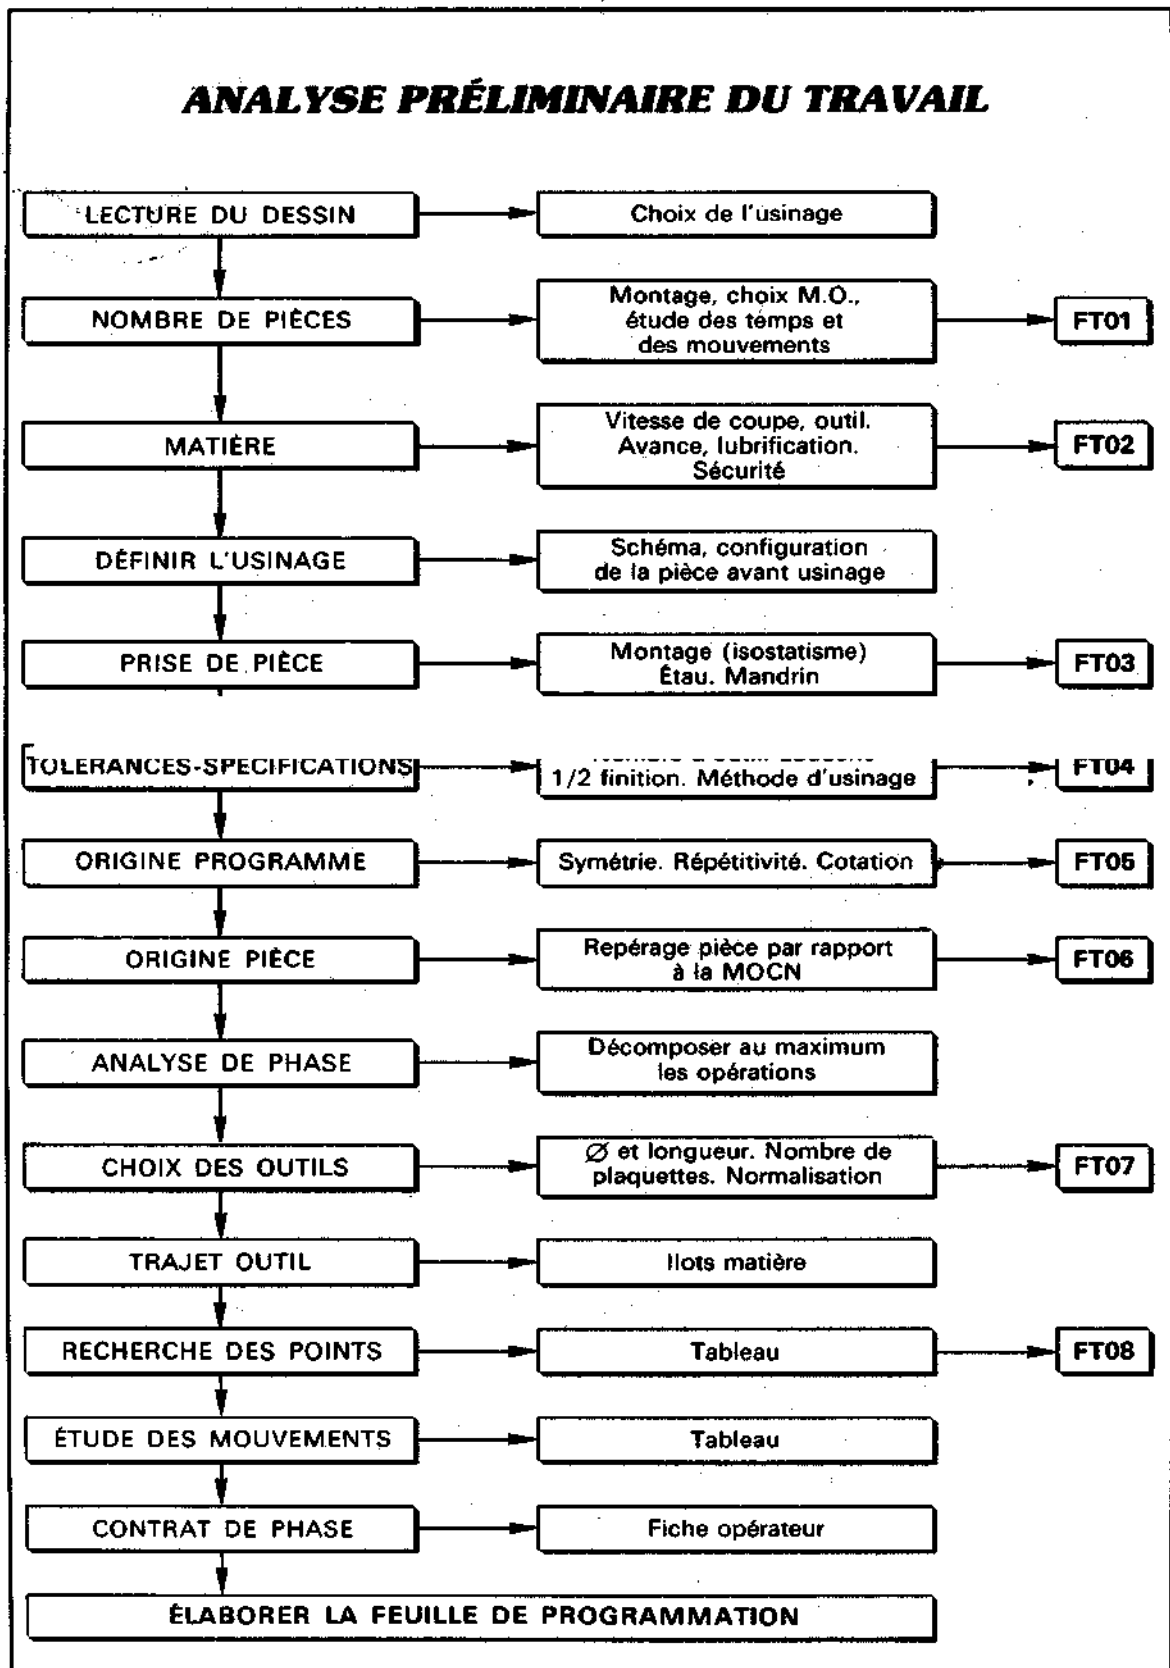 ANALYSE PRÉLIMINAIRE DU TRAVAIL
LECTURE DU DESSIN
Choix de l'usinage
NOMBRE DE PIÈCES
Montage, choix M.O.,
étude des temps et
des mouvements
FT01
MATIÈRE
Vitesse de coupe, outil.
Avance, lubrification.
Sécurité
FT02
DÉFINIR L'USINAGE
Schéma, configuration
de la pièce avant usinage
PRISE DE PIÈCE
Montage (isostatisme)
Étau. Mandrin
FT03
TOLÉRANCES-SPÉCIFICATIONS
1/2 finition. Méthode d'usinage
FT04
ORIGINE PROGRAMME
Symétrie. Répétitivité. Cotation
FT05
ORIGINE PIÈCE
Repérage pièce par rapport
à la MOCN
FT06
ANALYSE DE PHASE
Décomposer au maximum
les opérations
CHOIX DES OUTILS
Ø et longueur. Nombre de
plaquettes. Normalisation
FT07
TRAJET OUTIL
Ilots matière
RECHERCHE DES POINTS
Tableau
FT08
ÉTUDE DES MOUVEMENTS
Tableau
CONTRAT DE PHASE
Fiche opérateur
ÉLABORER LA FEUILLE DE PROGRAMMATION